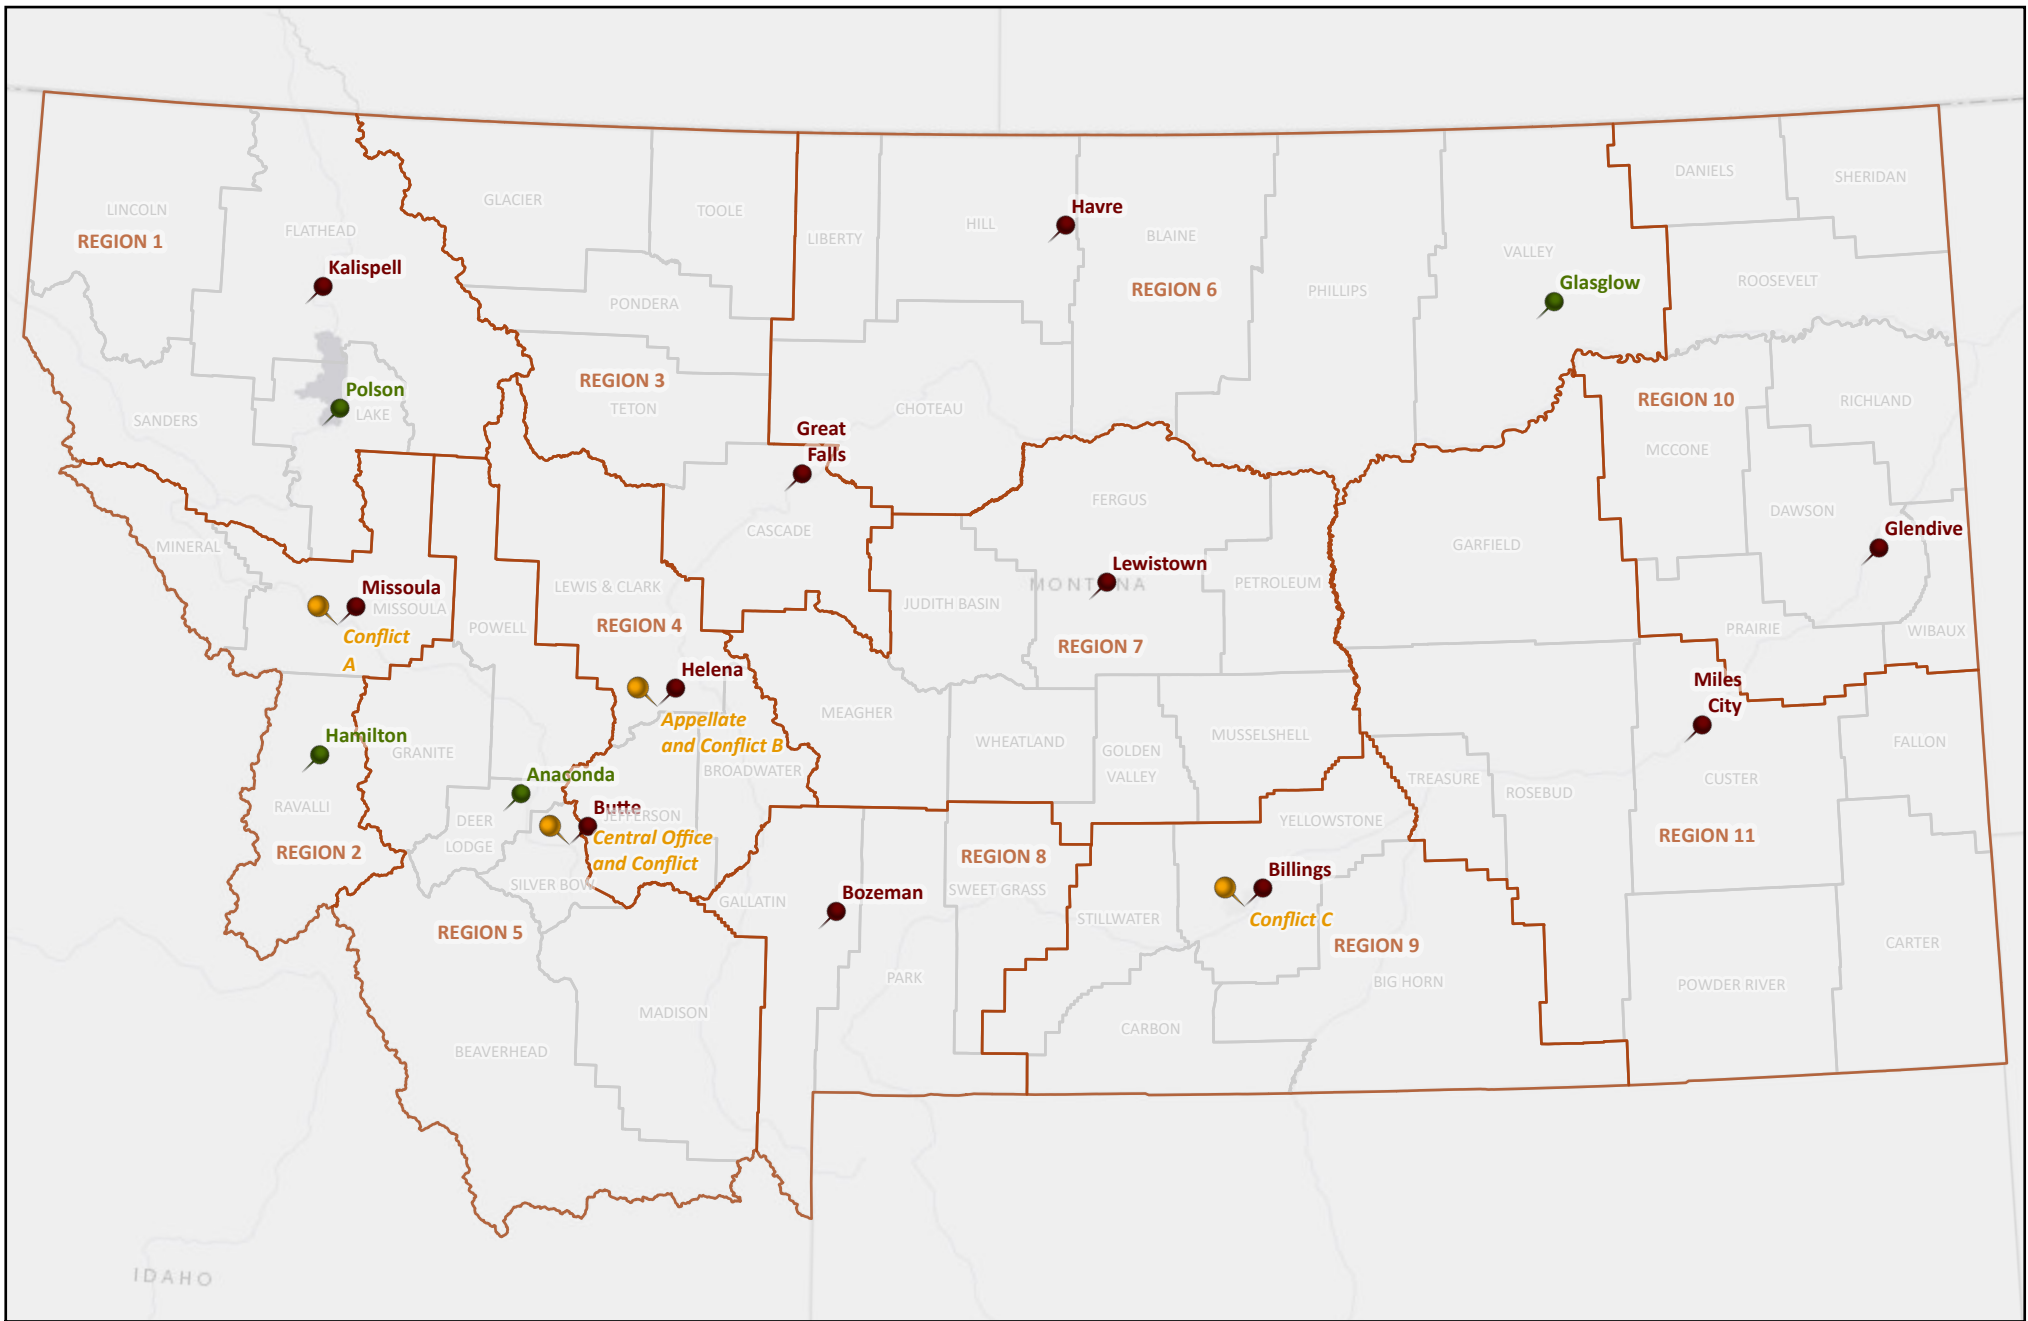 DANIELS
SHERIDAN
GLACIER
TOOLE
LINCOLN
REGION 1
FLATHEAD
LIBERTY
HILL
Havre
BLAINE
VALLEY
Kalispell
Glasglow
ROOSEVELT
PONDERA
REGION 6
PHILLIPS
REGION 3
TETON
Polson
LAKE
SANDERS
CHOTEAU
REGION 10
RICHLAND
Great
Falls
MCCONE
FERGUS
DAWSON
CASCADE
Glendive
MINERAL
GARFIELD
Lewistown
MONTANA
PETROLEUM
Missoula
MISSOULA
Conflict
A
LEWIS & CLARK
JUDITH BASIN
POWELL
REGION 4
PRAIRIE
WIBAUX
REGION 7
Helena
Appellate
and Conflict B
Miles
City
MEAGHER
WHEATLAND
GOLDEN
VALLEY
MUSSELSHELL
FALLON
Hamilton
GRANITE
BROADWATER
TREASURE
ROSEBUD
CUSTER
Anaconda
RAVALLI
Butte
JEFFERSON
Central Office
and Conflict
DEER
LODGE
YELLOWSTONE
REGION 11
REGION 2
REGION 8
SWEET GRASS
Billings
Conflict C
SILVER BOW
Bozeman
GALLATIN
STILLWATER
REGION 5
REGION 9
CARTER
PARK
BIG HORN
POWDER RIVER
MADISON
CARBON
BEAVERHEAD
IDAHO